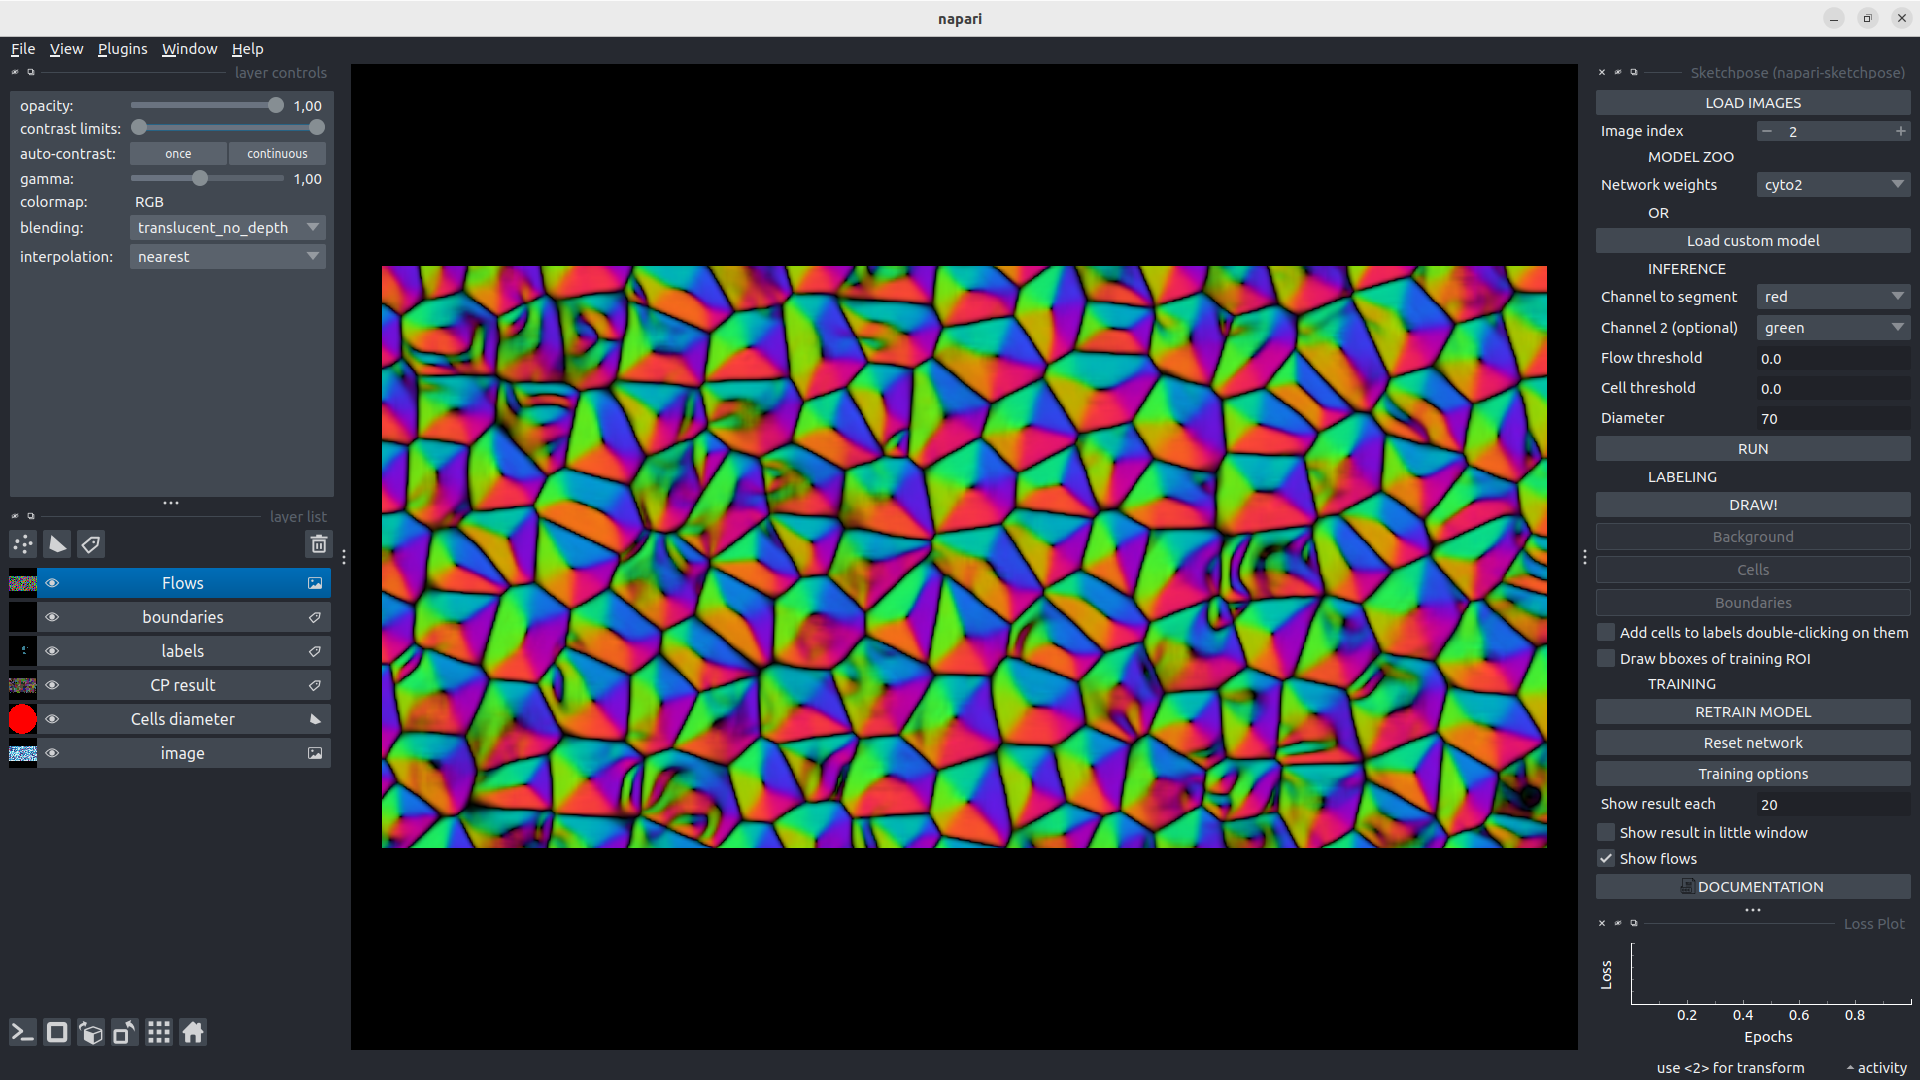 napari
File View Plugins Window Help
layer controls
opacity: 1,00
contrast limits:
auto-contrast: once continuous
gamma: 1,00
colormap: RGB
blending: translucent_no_depth
interpolation: nearest
layer list
Flows
boundaries
labels
CP result
Cells diameter
image
Sketchpose (napari-sketchpose)
LOAD IMAGES
Image index 2
MODEL ZOO
Network weights cyto2
OR
Load custom model
INFERENCE
Channel to segment red
Channel 2 (optional) green
Flow threshold 0.0
Cell threshold 0.0
Diameter 70
RUN
LABELING
DRAW!
Background
Cells
Boundaries
Add cells to labels double-clicking on them
Draw bboxes of training ROI
TRAINING
RETRAIN MODEL
Reset network
Training options
Show result each 20
Show result in little window
Show flows
DOCUMENTATION
Loss Plot
Loss
0.2 0.4 0.6 0.8
Epochs
use <2> for transform activity